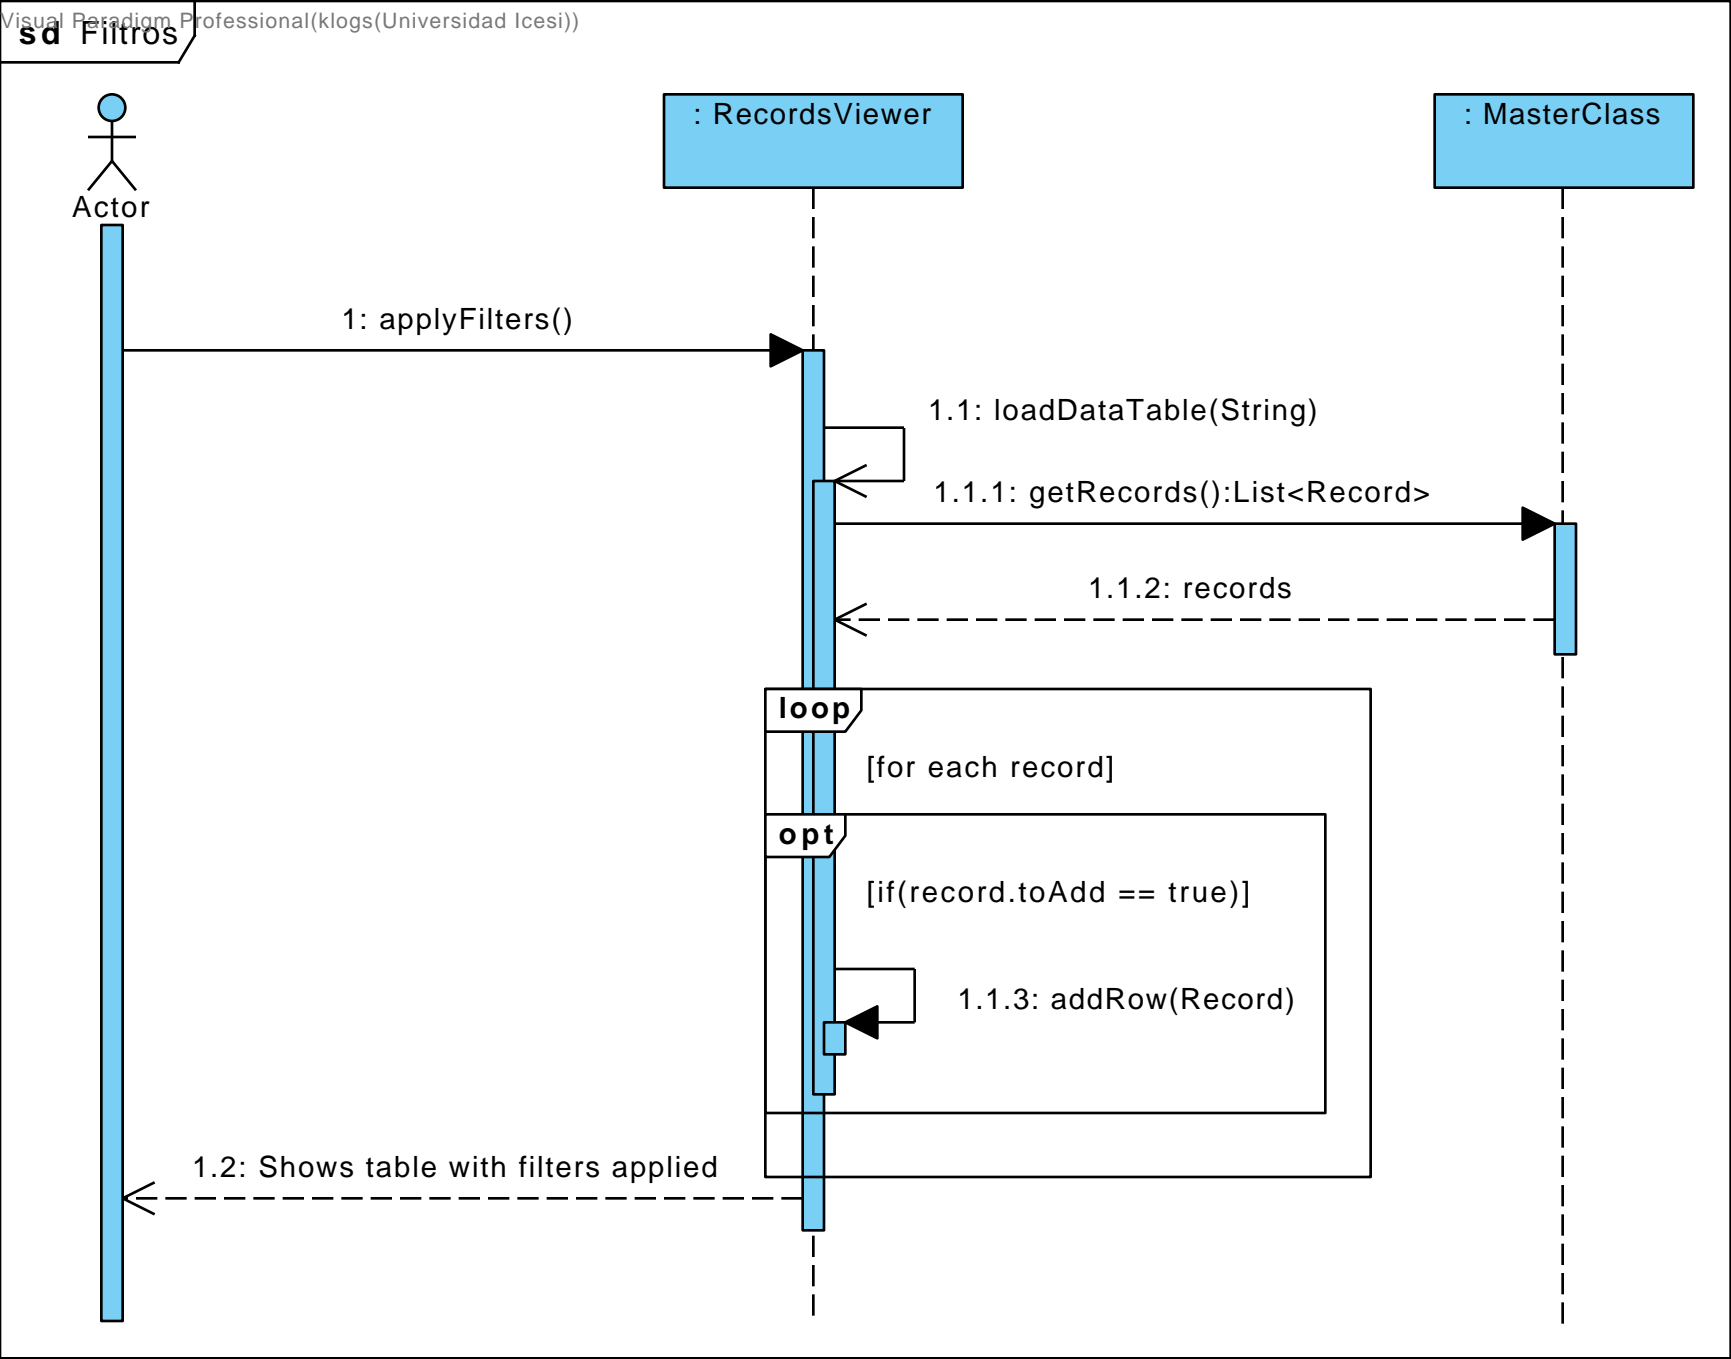 Visual Paradigm Professional(klogs(Universidad Icesi))
sd Filtros
Actor
: RecordsViewer
: MasterClass
1: applyFilters()
1.1: loadDataTable(String)
1.1.1: getRecords():List<Record>
1.1.2: records
loop
[for each record]
opt
[if(record.toAdd == true)]
1.1.3: addRow(Record)
1.2: Shows table with filters applied